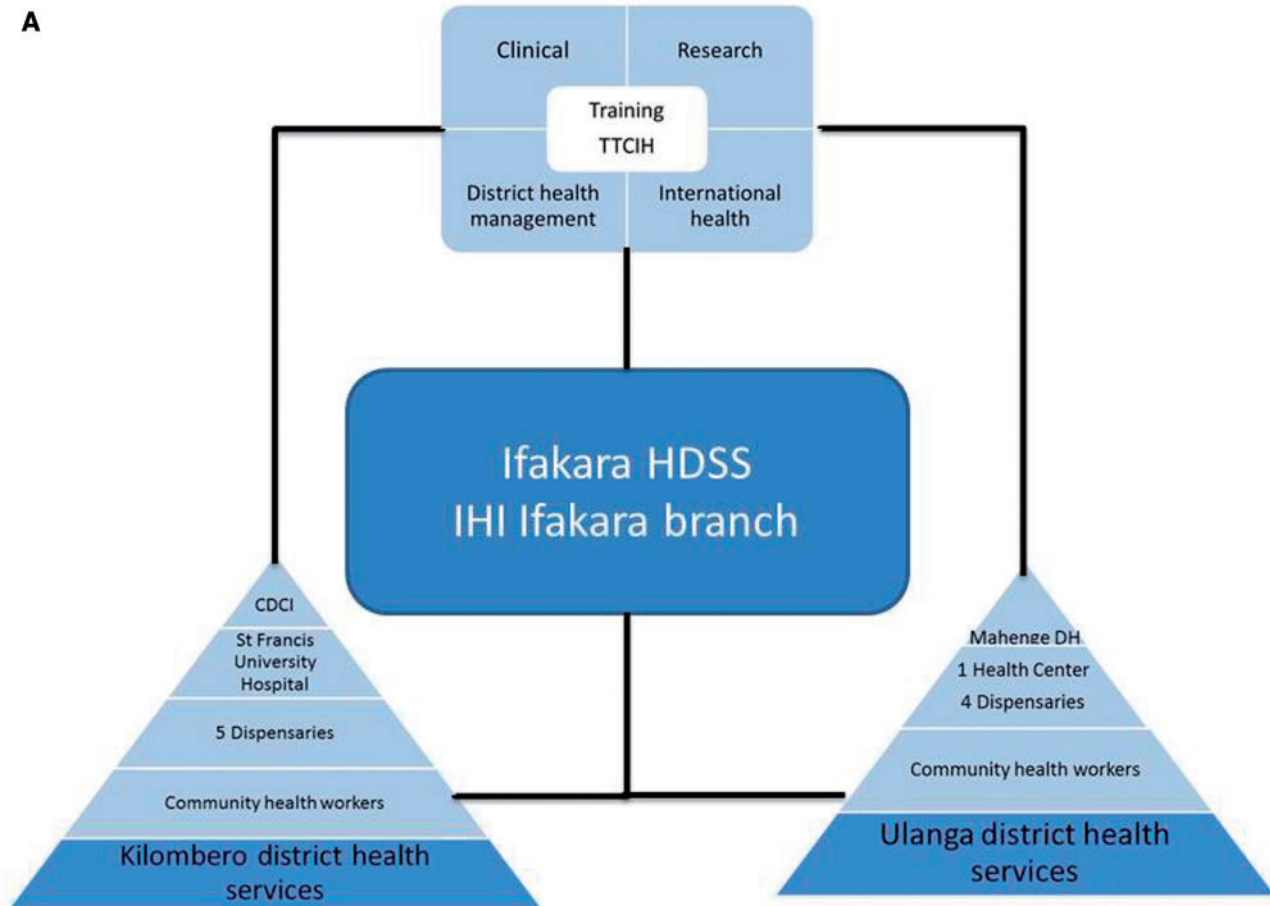 A
Clinical
Research
Training
TTCIH
District health
management
International
health
Ifakara HDSS
IHI Ifakara branch
CDCI
St Francis
University
Hospital
5 Dispensaries
Community health workers
Kilombero district health
services
Mahenge DH
1 Health Center
4 Dispensaries
Community health workers
Ulanga district health
services